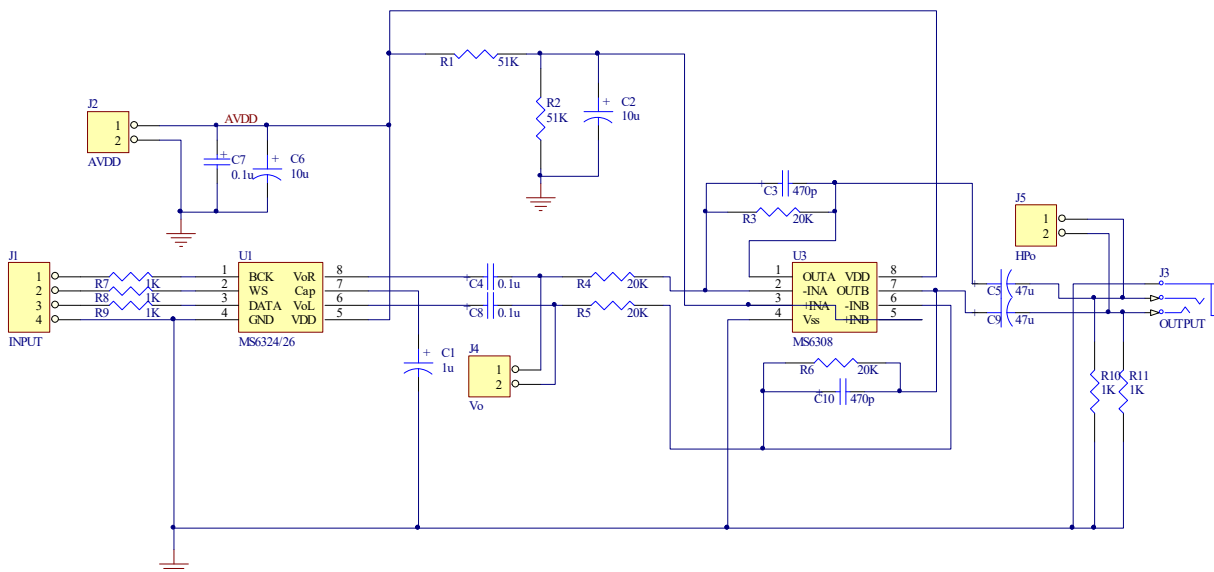 R1 51K
R2
51K
C2
10u
J2
1
2
AVDD
AVDD
C7
0.1u
C6
10u
C3 470p
R3 20K
J5
1
2
HPo
J1
1
2
3
4
INPUT
R7 1K
R8 1K
R9 1K
U1
1 BCK VoR 8
2 WS Cap 7
3 DATA VoL 6
4 GND VDD 5
MS6324/26
C4 0.1u
C8 0.1u
R4 20K
R5 20K
U3
1 OUTA VDD 8
2 -INA OUTB 7
3 +INA -INB 6
4 Vss +INB 5
MS6308
C5 47u
C9 47u
J3
OUTPUT
C1
1u
J4
1
2
Vo
R6 20K
C10 470p
R10
1K
R11
1K